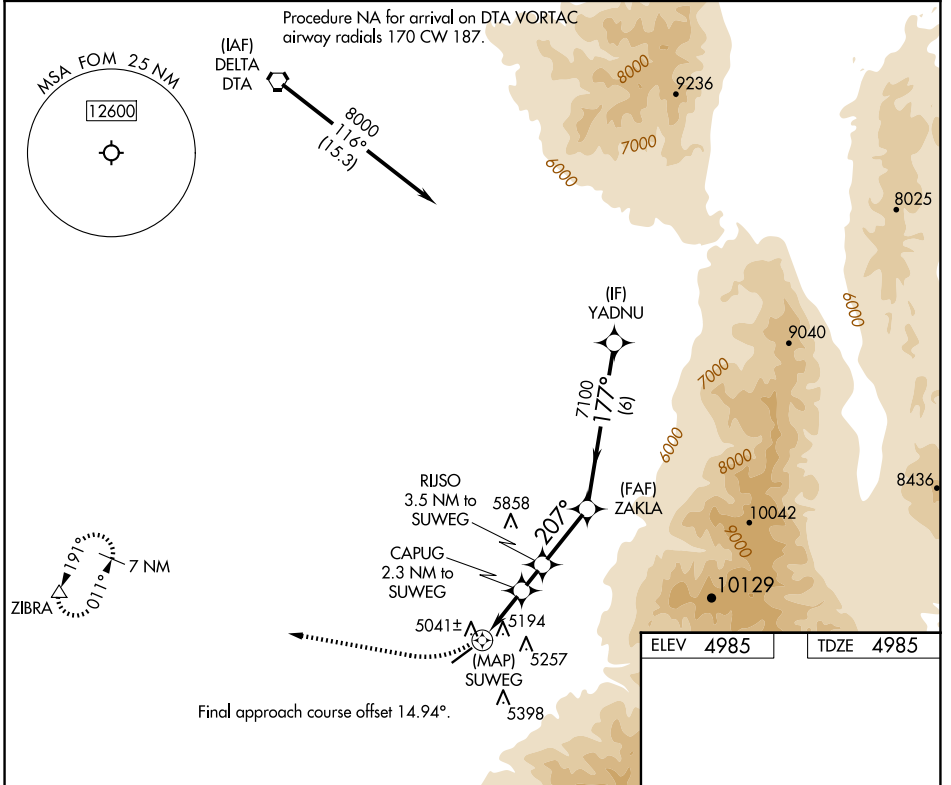 Procedure NA for arrival on DTA VORTAC
airway radials 170 CW 187.
MSA FOM 25 NM
12600
(IAF)
DELTA
DTA
8000
116°
(15.3)
8000
9236
7000
6000
8025
6000
(IF)
YADNU
7100
177°
(6)
9040
7000
6000
8000
8436
RIJSO
3.5 NM to
SUWEG
5858
207°
(FAF)
ZAKLA
10042
9000
CAPUG
2.3 NM to
SUWEG
10129
191°
011°
7 NM
ZIBRA
5041±
5194
5257
(MAP)
SUWEG
5398
Final approach course offset 14.94°.
ELEV 4985
TDZE 4985